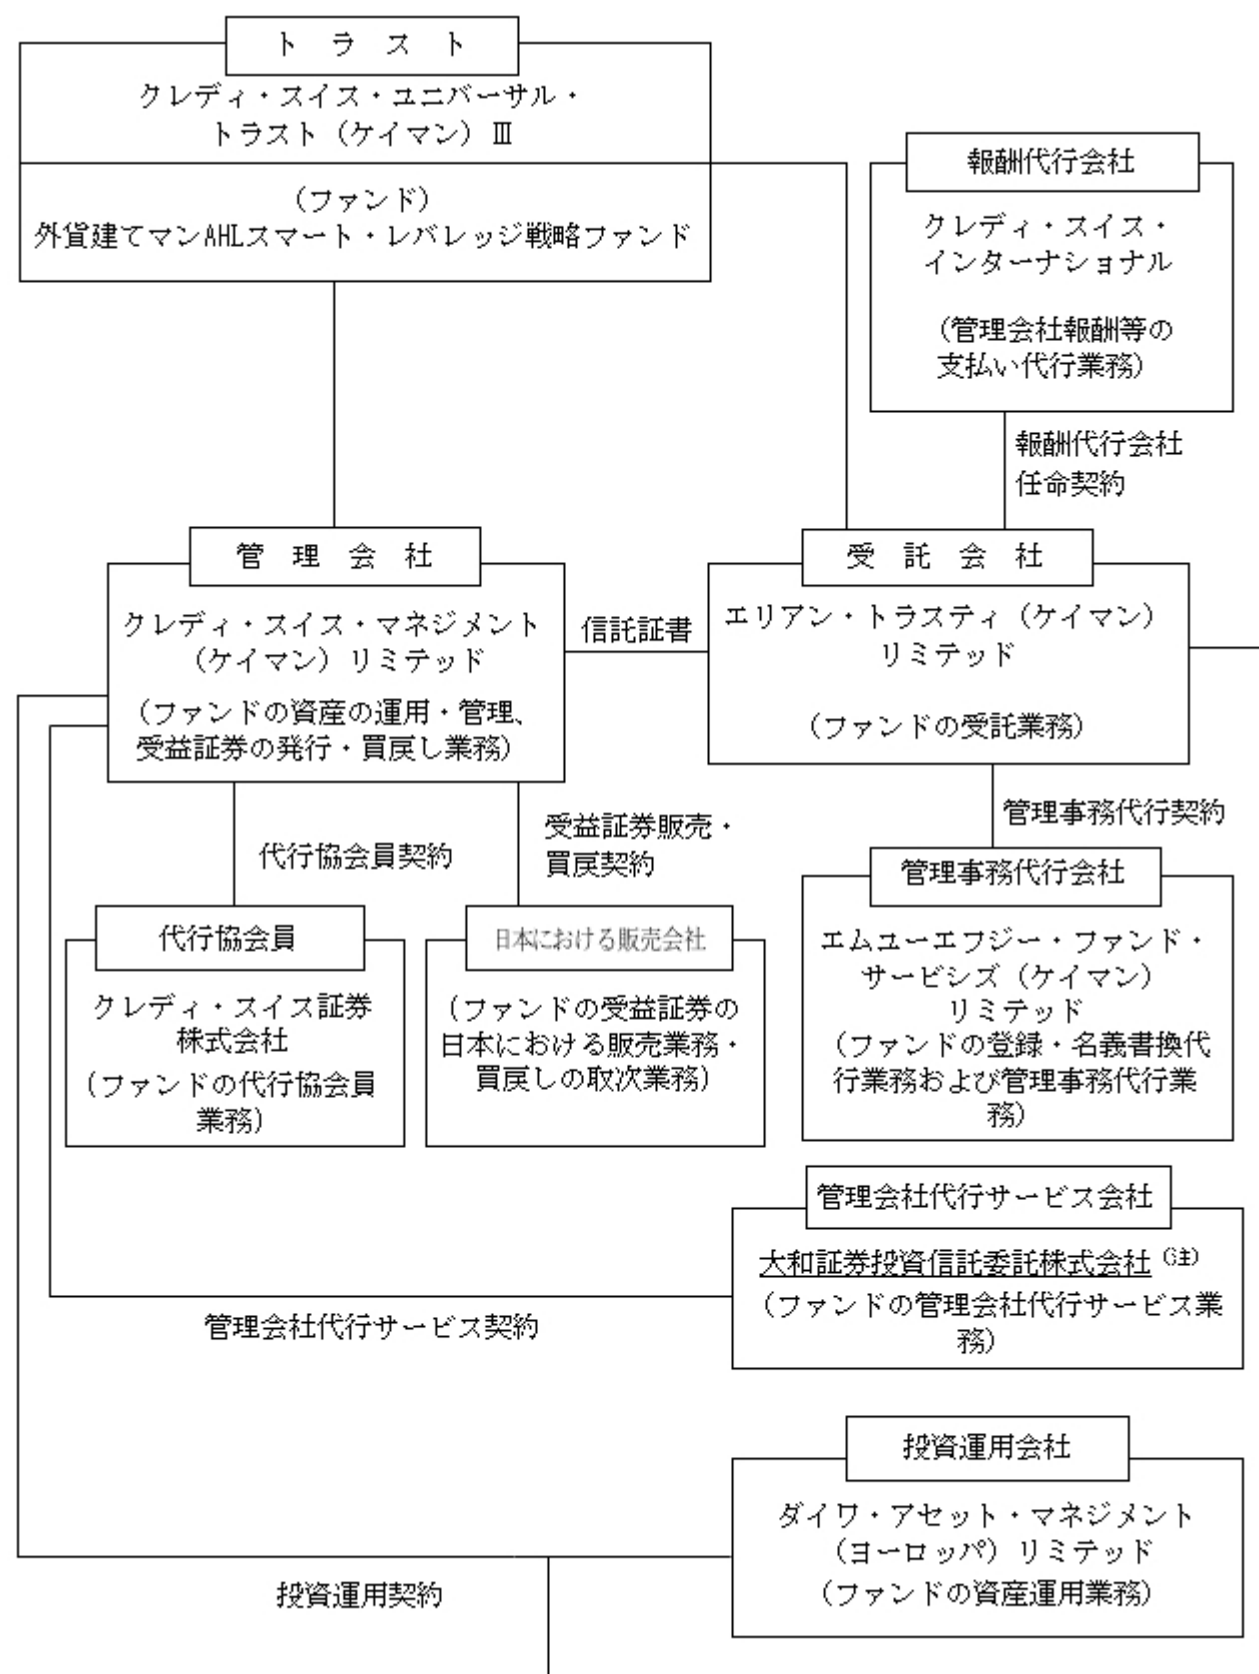 トラスト
クレディ・スイス・ユニバーサル・
トラスト（ケイマン）Ⅲ
（ファンド）
外貨建てマンAHLスマート・レバレッジ戦略ファンド
報酬代行会社
クレディ・スイス・
インターナショナル
（管理会社報酬等の
支払い代行業務）
報酬代行会社
任命契約
管理会社
クレディ・スイス・マネジメント
（ケイマン）リミテッド
（ファンドの資産の運用・管理、
受益証券の発行・買戻し業務）
信託証書
受託会社
エリアン・トラスティ（ケイマン）
リミテッド
（ファンドの受託業務）
代行協会員契約
受益証券販売・
買戻契約
管理事務代行契約
代行協会員
クレディ・スイス証券
株式会社
（ファンドの代行協会員
業務）
日本における販売会社
（ファンドの受益証券の
日本における販売業務・
買戻しの取次業務）
管理事務代行会社
エムユーエフジー・ファンド・
サービシズ（ケイマン）
リミテッド
（ファンドの登録・名義書換代
行業務および管理事務代行業
務）
管理会社代行サービス会社
大和証券投資信託委託株式会社（注）
（ファンドの管理会社代行サービス業
務）
管理会社代行サービス契約
投資運用会社
ダイワ・アセット・マネジメント
（ヨーロッパ）リミテッド
（ファンドの資産運用業務）
投資運用契約